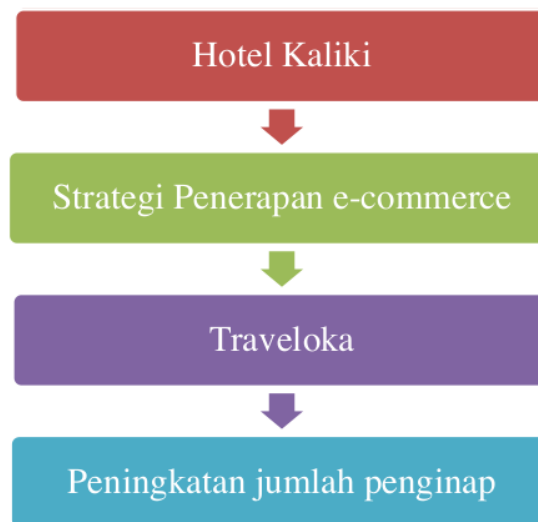 Hotel Kaliki
Strategi Penerapan e-commerce
Traveloka
Peningkatan jumlah penginap